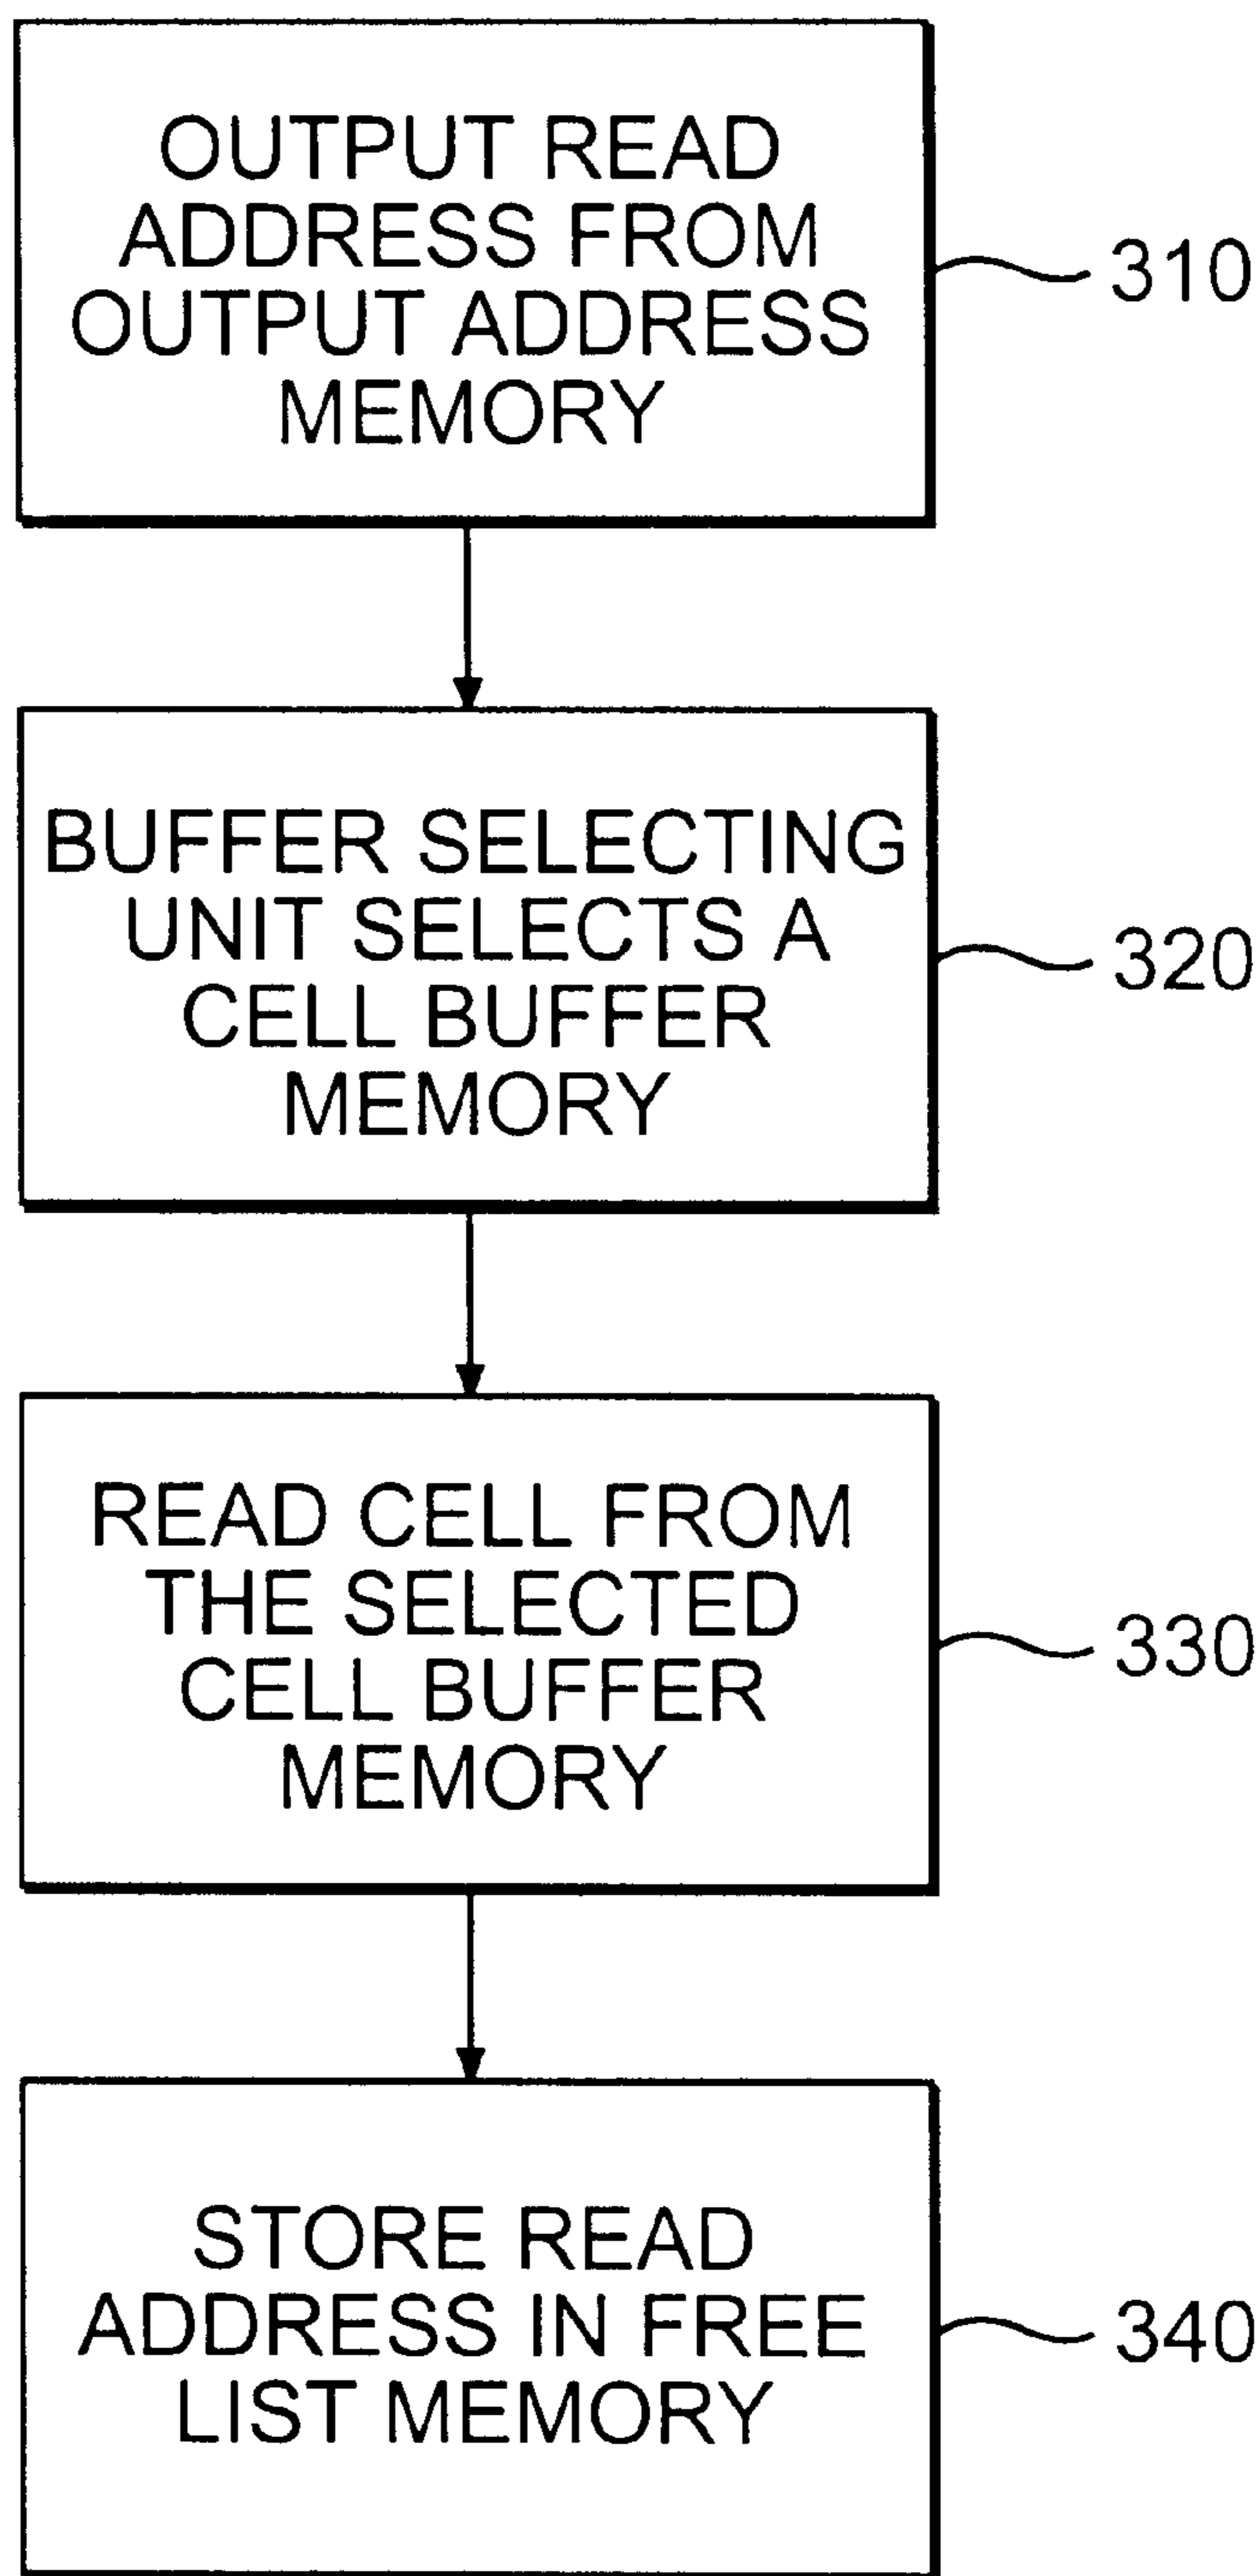 OUTPUT READ
ADDRESS FROM
OUTPUT ADDRESS
MEMORY
310
BUFFER SELECTING
UNIT SELECTS A
CELL BUFFER
MEMORY
320
READ CELL FROM
THE SELECTED
CELL BUFFER
MEMORY
330
STORE READ
ADDRESS IN FREE
LIST MEMORY
340